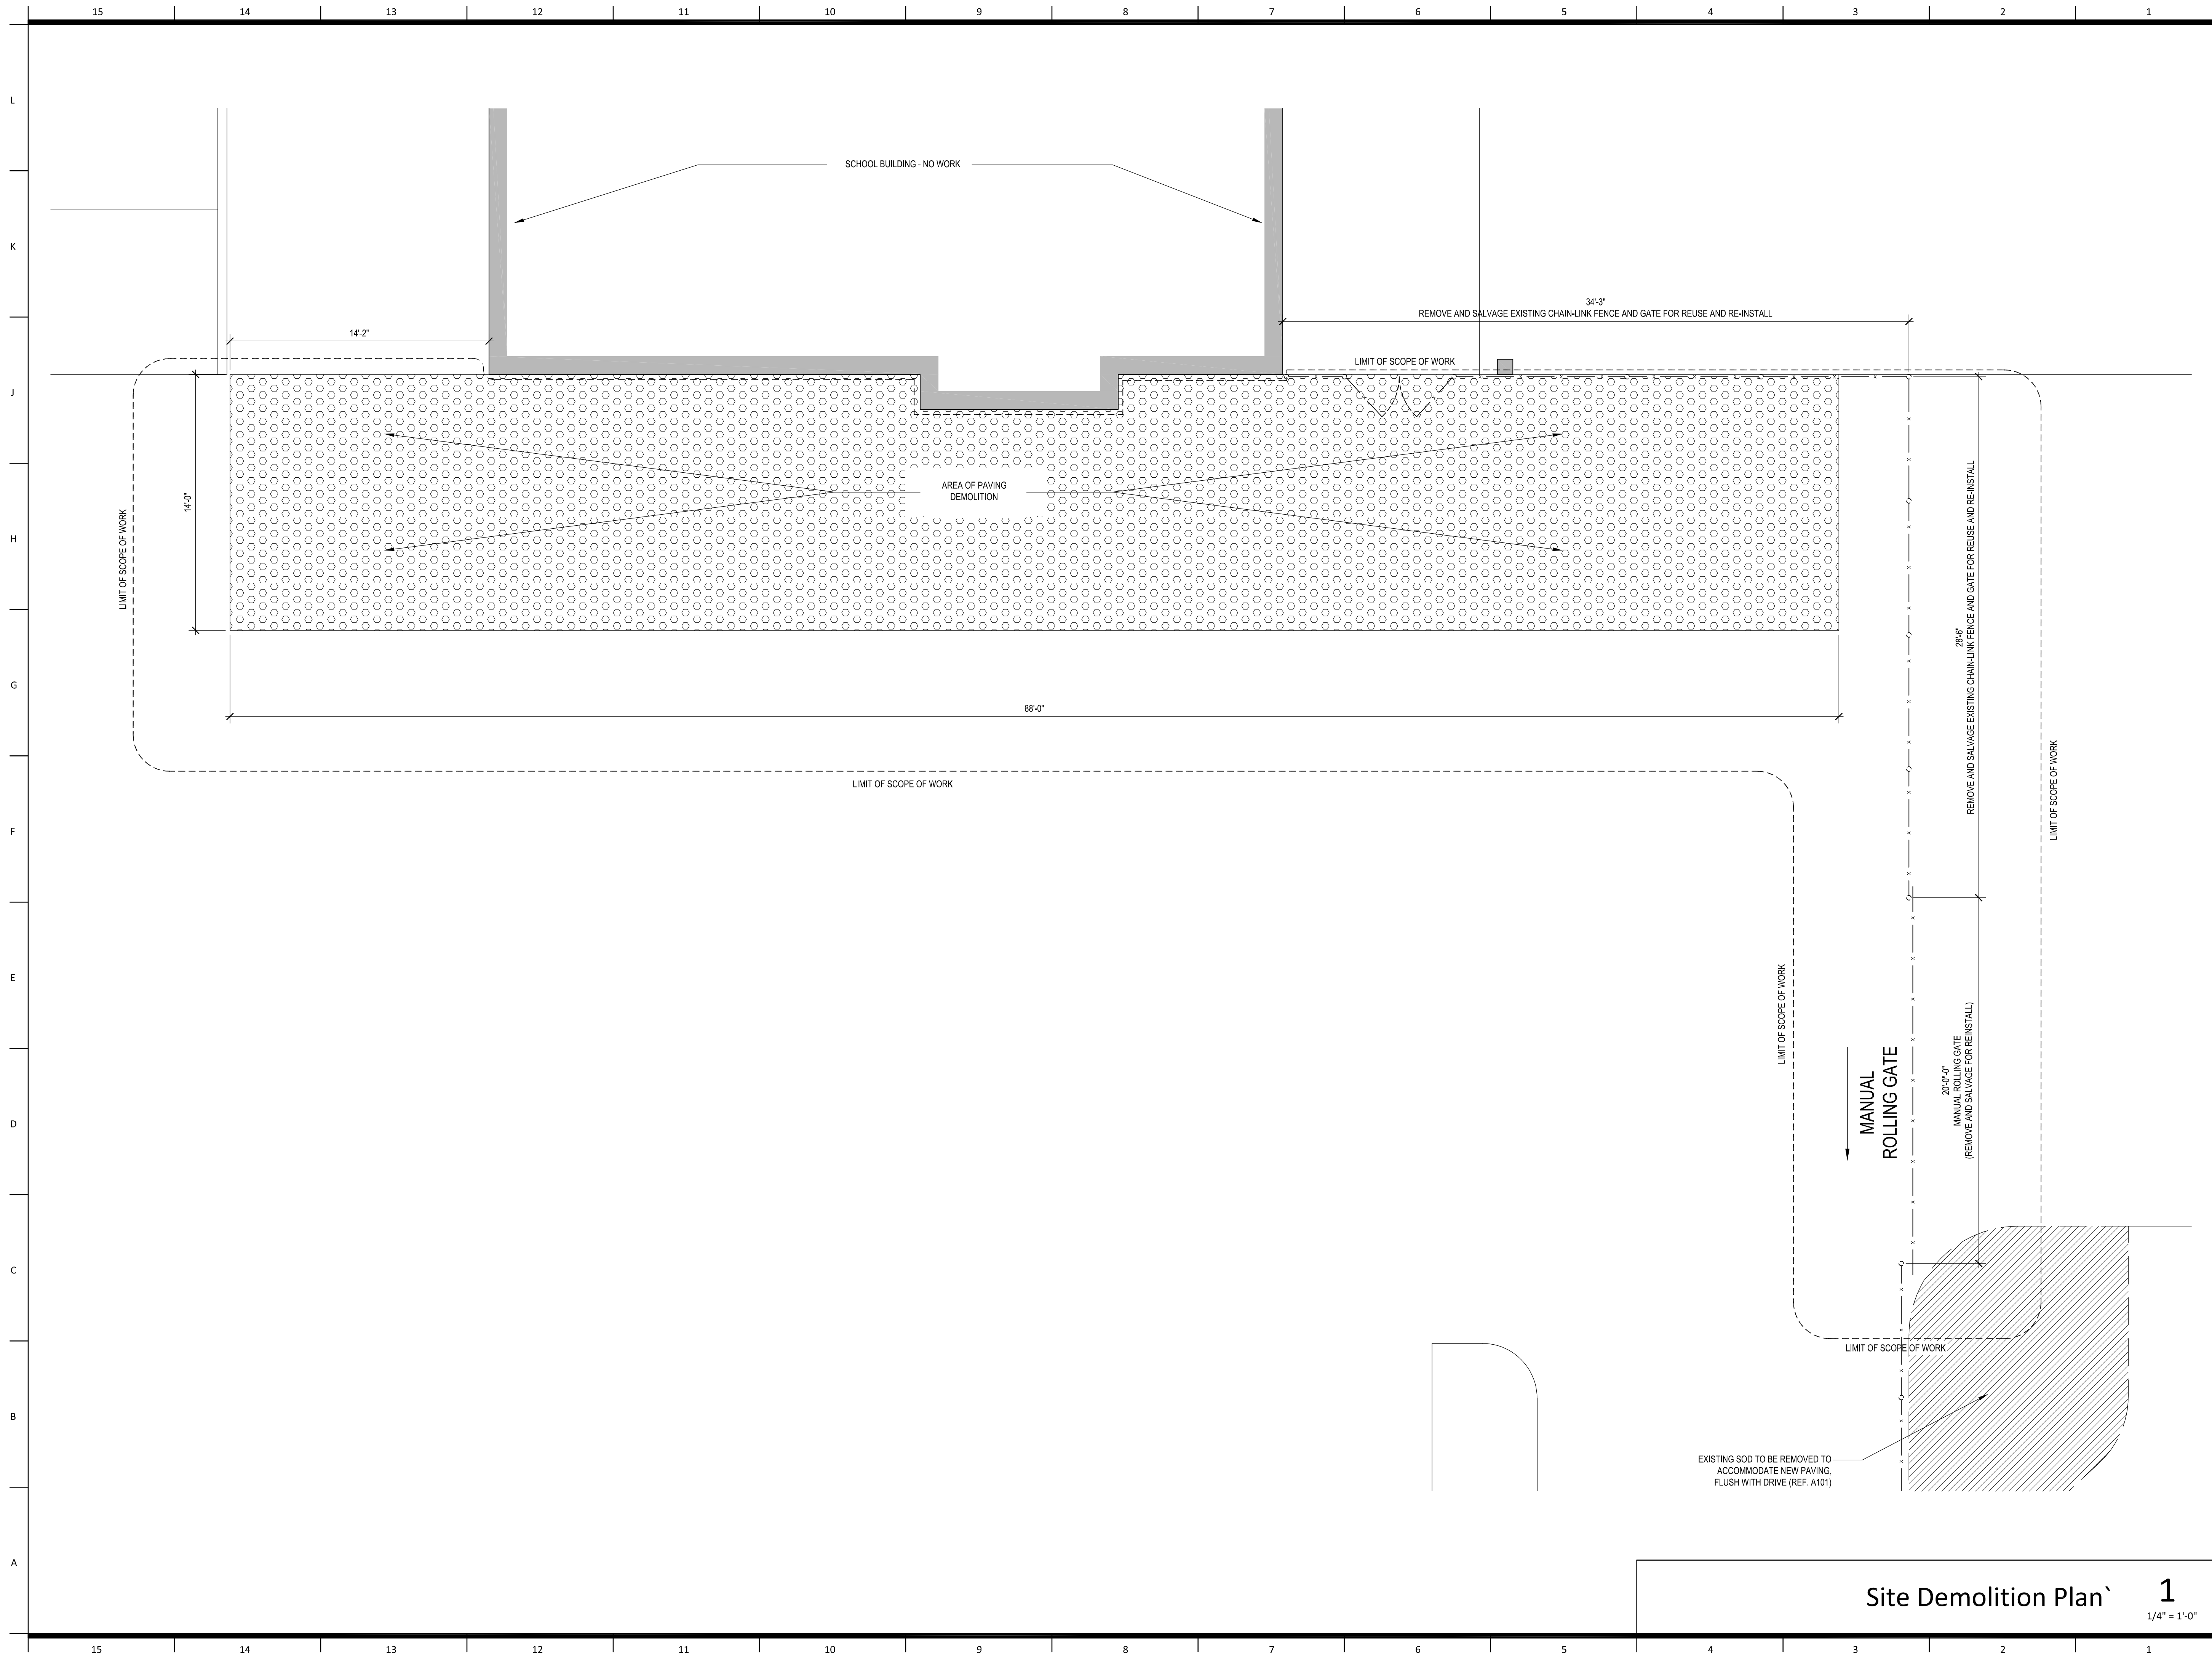 15 14 13 12 11 10 9 8 7 6 5 4 3 2 1
L
K
J
H
G
F
E
D
C
B
A
SCHOOL BUILDING - NO WORK
34'-3"
REMOVE AND SALVAGE EXISTING CHAIN-LINK FENCE AND GATE FOR REUSE AND RE-INSTALL
14'-2"
LIMIT OF SCOPE OF WORK
14'-0"
LIMIT OF SCOPE OF WORK
AREA OF PAVING
DEMOLITION
28'-6"
REMOVE AND SALVAGE EXISTING CHAIN-LINK FENCE AND GATE FOR REUSE AND RE-INSTALL
88'-0"
LIMIT OF SCOPE OF WORK
LIMIT OF SCOPE OF WORK
LIMIT OF SCOPE OF WORK
MANUAL
ROLLING GATE
20'-0"-0"
MANUAL ROLLING GATE
(REMOVE AND SALVAGE FOR REINSTALL)
LIMIT OF SCOPE OF WORK
EXISTING SOD TO BE REMOVED TO
ACCOMMODATE NEW PAVING,
FLUSH WITH DRIVE (REF. A101)
Site Demolition Plan` 1
1/4" = 1'-0"
15 14 13 12 11 10 9 8 7 6 5 4 3 2 1